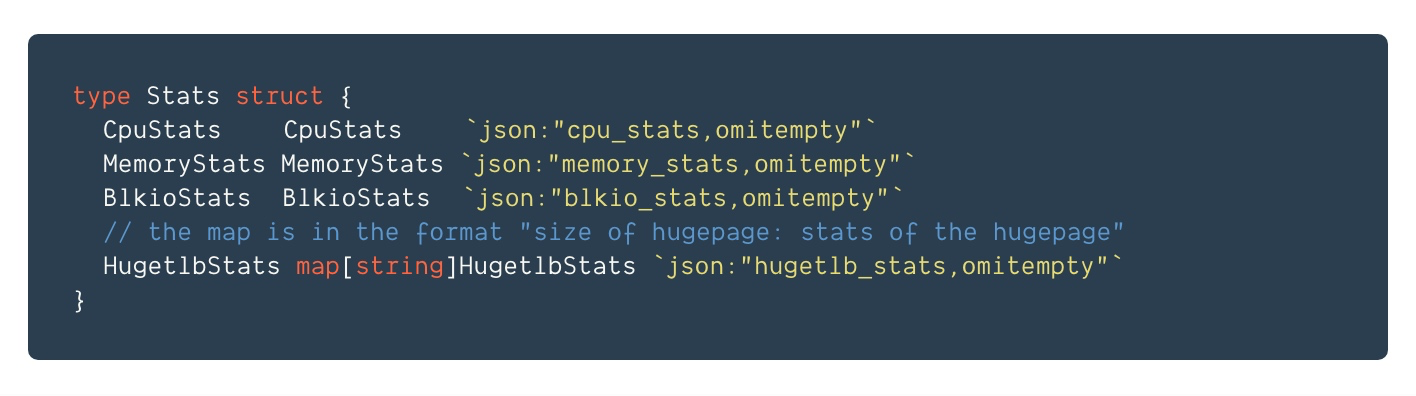 type Stats struct {
  CpuStats    CpuStats    `json:"cpu_stats,omitempty"`
  MemoryStats MemoryStats `json:"memory_stats,omitempty"`
  BlkioStats  BlkioStats  `json:"blkio_stats,omitempty"`
  // the map is in the format "size of hugepage: stats of the hugepage"
  HugetlbStats map[string]HugetlbStats `json:"hugetlb_stats,omitempty"`
}